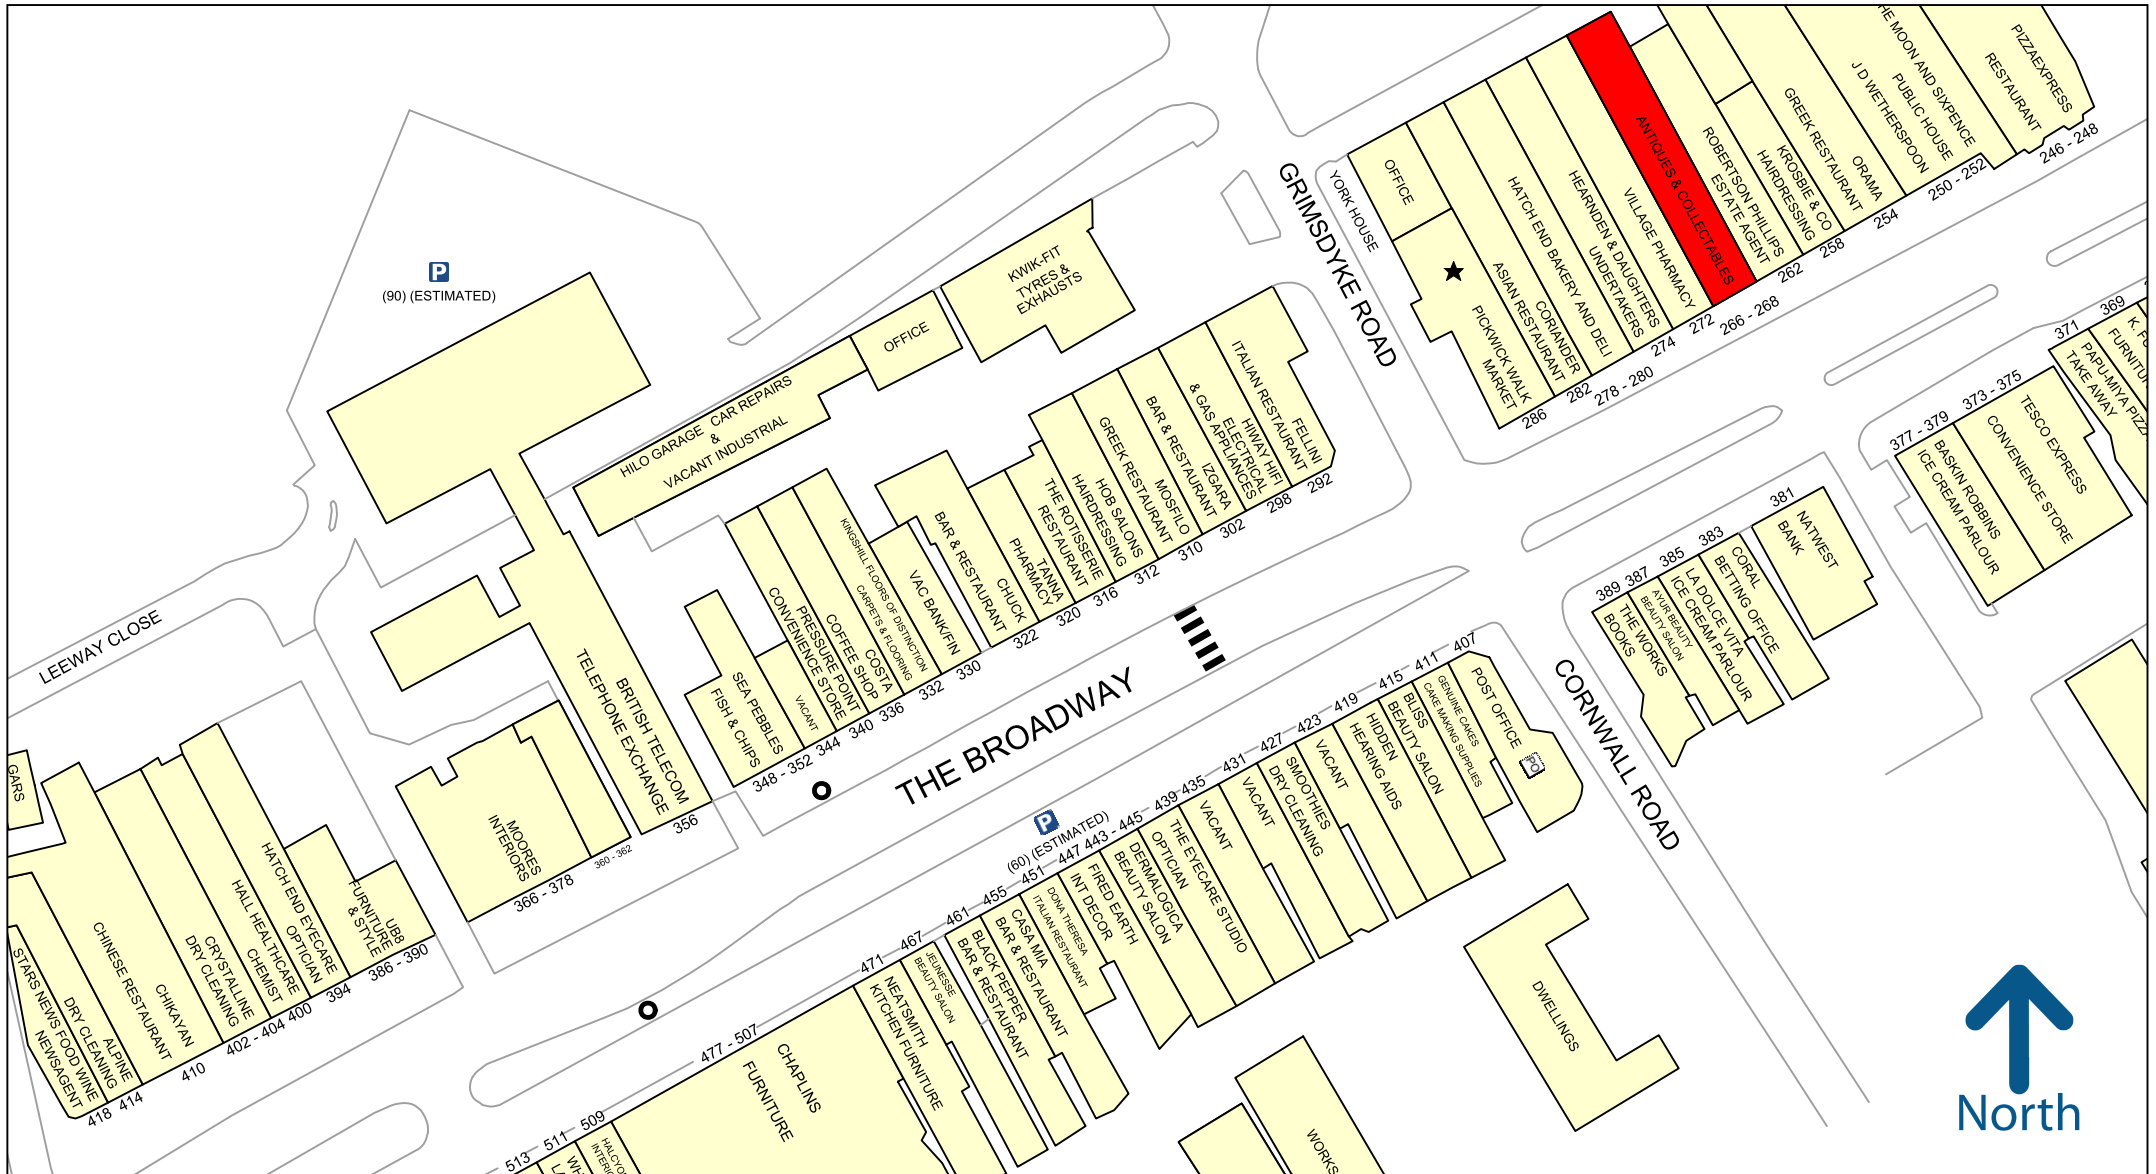 P
(90) (ESTIMATED)
LEEWAY CLOSE
GRIMSDYKE ROAD
YORK HOUSE
THE BROADWAY
CORNWALL ROAD
P
(60) (ESTIMATED)
North
KWIK-FIT
TYRES &
EXHAUSTS
OFFICE
HILO GARAGE CAR REPAIRS
&
VACANT INDUSTRIAL
BRITISH TELECOM
TELEPHONE EXCHANGE
356
360 - 362
MOORES
INTERIORS
366 - 378
UB8
FURNITURE
& STYLE
386 - 390
HATCH END EYECARE
OPTICIAN
394
HALL HEALTHCARE
CHEMIST
400
CRYSTALLINE
DRY CLEANING
402 - 404
CHIKAYAN
CHINESE RESTAURANT
410
ALPINE
DRY CLEANING
414
STARS NEWS FOOD WINE
NEWSAGENT
418
GARS
SEA PEBBLES
FISH & CHIPS
348 - 352
VACANT
344
PRESSURE POINT
CONVENIENCE STORE
340
COSTA
COFFEE SHOP
336
KINGSHILL FLOORS OF DISTINCTION
CARPETS & FLOORING
332
VAC BANK/FIN
330
CHUCK
BAR & RESTAURANT
322
TANNA
PHARMACY
320
THE ROTISSERIE
RESTAURANT
316
HOB SALONS
HAIRDRESSING
312
MOSFILO
GREEK RESTAURANT
310
IZGARA
BAR & RESTAURANT
302
HIWAY HIFI
ELECTRICAL
& GAS APPLIANCES
298
FELLINI
ITALIAN RESTAURANT
292
OFFICE
PICKWICK WALK
MARKET
286
CORIANDER
ASIAN RESTAURANT
282
HATCH END BAKERY AND DELI
278 - 280
HEARNDEN & DAUGHTERS
UNDERTAKERS
274
VILLAGE PHARMACY
272
ANTIQUES & COLLECTABLES
266 - 268
ROBERTSON PHILLIPS
ESTATE AGENT
262
KROSBIE & CO
HAIRDRESSING
258
ORAMA
GREEK RESTAURANT
254
HE MOON AND SIXPENCE
PUBLIC HOUSE
J D WETHERSPOON
250 - 252
PIZZAEXPRESS
RESTAURANT
246 - 248
369
K. F
FURNITU
371
PAPU-MIYA PIZZ
TAKE AWAY
373 - 375
TESCO EXPRESS
CONVENIENCE STORE
377 - 379
BASKIN ROBBINS
ICE CREAM PARLOUR
381
NATWEST
BANK
383
CORAL
BETTING OFFICE
385
LA DOLCE VITA
ICE CREAM PARLOUR
387
AYUR BEAUTY
BEAUTY SALON
389
THE WORKS
BOOKS
407
POST OFFICE
PO
411
GENUINE CAKES
CAKE MAKING SUPPLIES
415
BLISS
BEAUTY SALON
419
HIDDEN
HEARING AIDS
423
VACANT
427
SMOOTHIES
DRY CLEANING
431
VACANT
435
VACANT
439
THE EYECARE STUDIO
OPTICIAN
443 - 445
DERMALOGICA
BEAUTY SALON
447
FIRED EARTH
INT DECOR
451
DONA THERESA
ITALIAN RESTAURANT
455
CASA MIA
BAR & RESTAURANT
461
BLACK PEPPER
BAR & RESTAURANT
467
JEUNESSE
BEAUTY SALON
471
NEATSMITH
KITCHEN FURNITURE
477 - 507
CHAPLINS
FURNITURE
509
HALCYO
INTERIO
511
WH
LA
513
DWELLINGS
WORKS